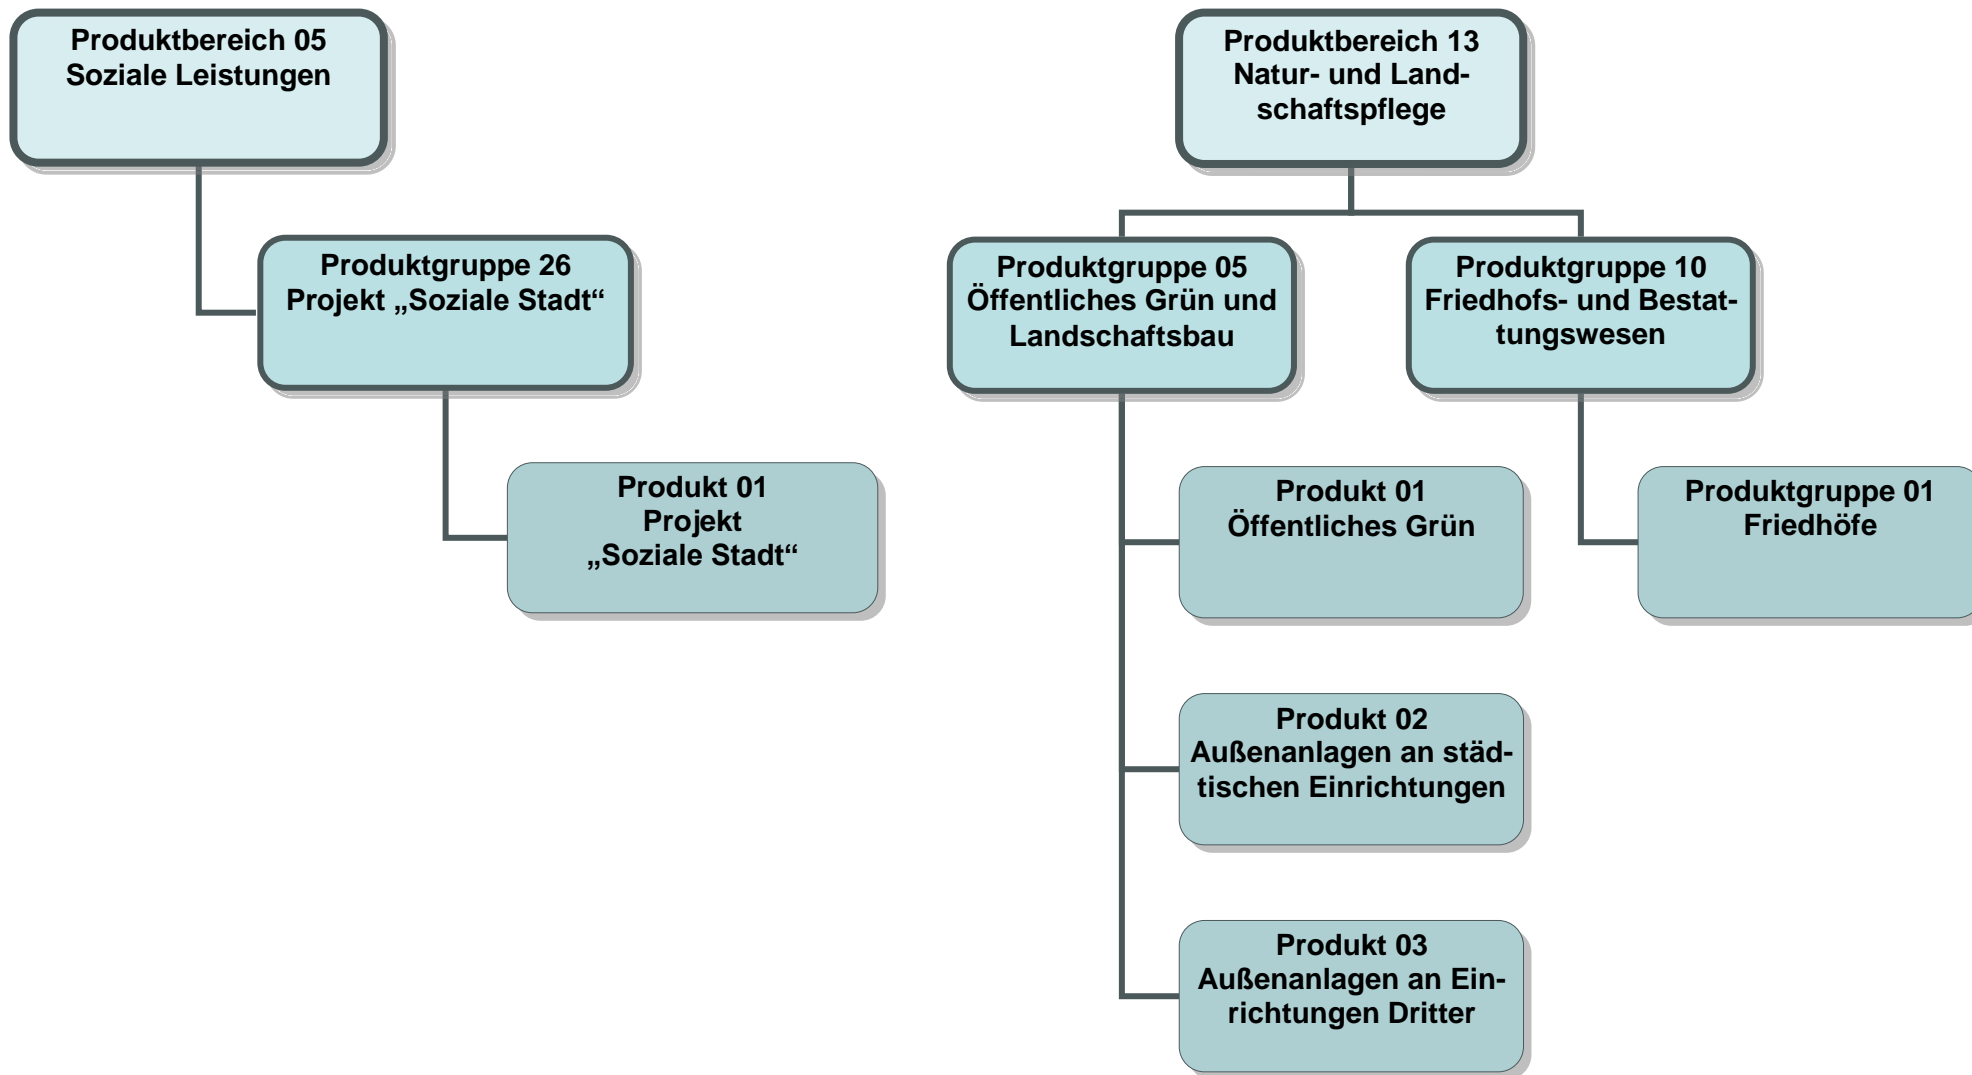 Produktbereich 05
Soziale Leistungen
Produktgruppe 26
Projekt „Soziale Stadt“
Produkt 01
Projekt
„Soziale Stadt“
Produktbereich 13
Natur- und Land-
schaftspflege
Produktgruppe 05
Öffentliches Grün und
Landschaftsbau
Produkt 01
Öffentliches Grün
Produkt 02
Außenanlagen an städ-
tischen Einrichtungen
Produkt 03
Außenanlagen an Ein-
richtungen Dritter
Produktgruppe 10
Friedhofs- und Bestat-
tungswesen
Produktgruppe 01
Friedhöfe